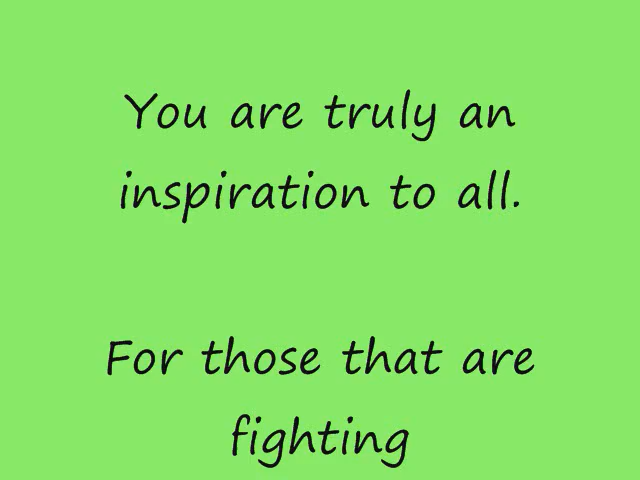 You are truly an
inspiration to all.
For those that are
fighting